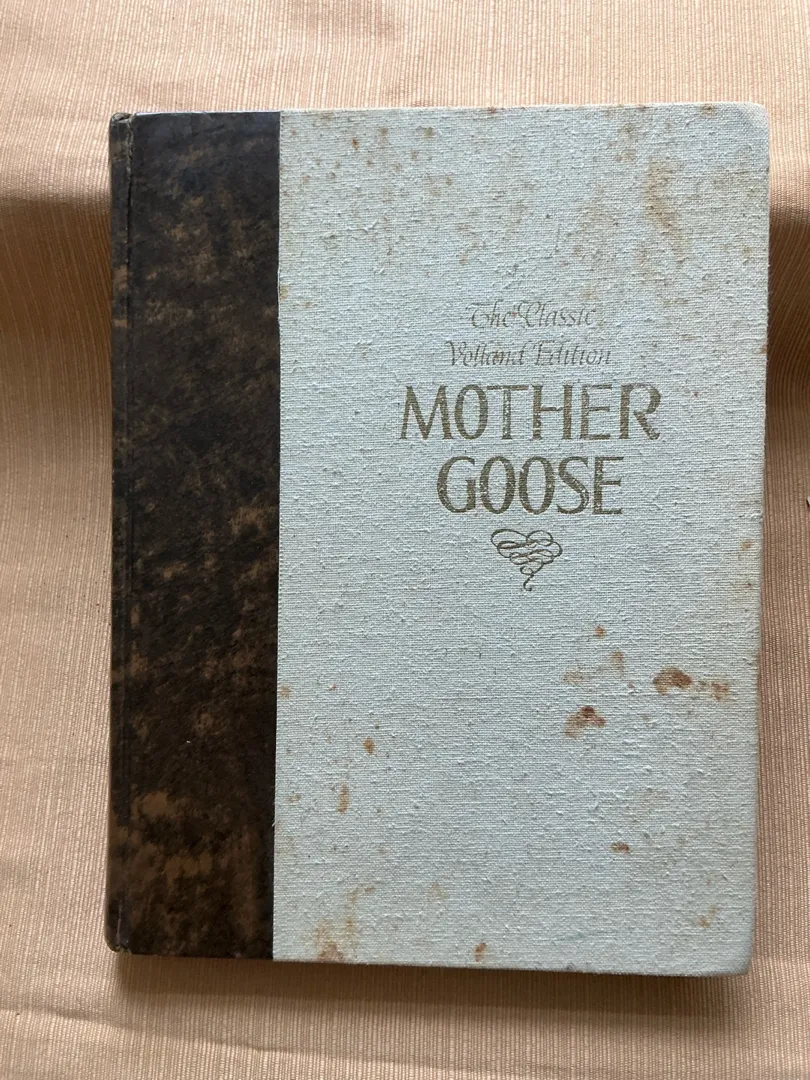 The Classic
Volland Edition
MOTHER
GOOSE